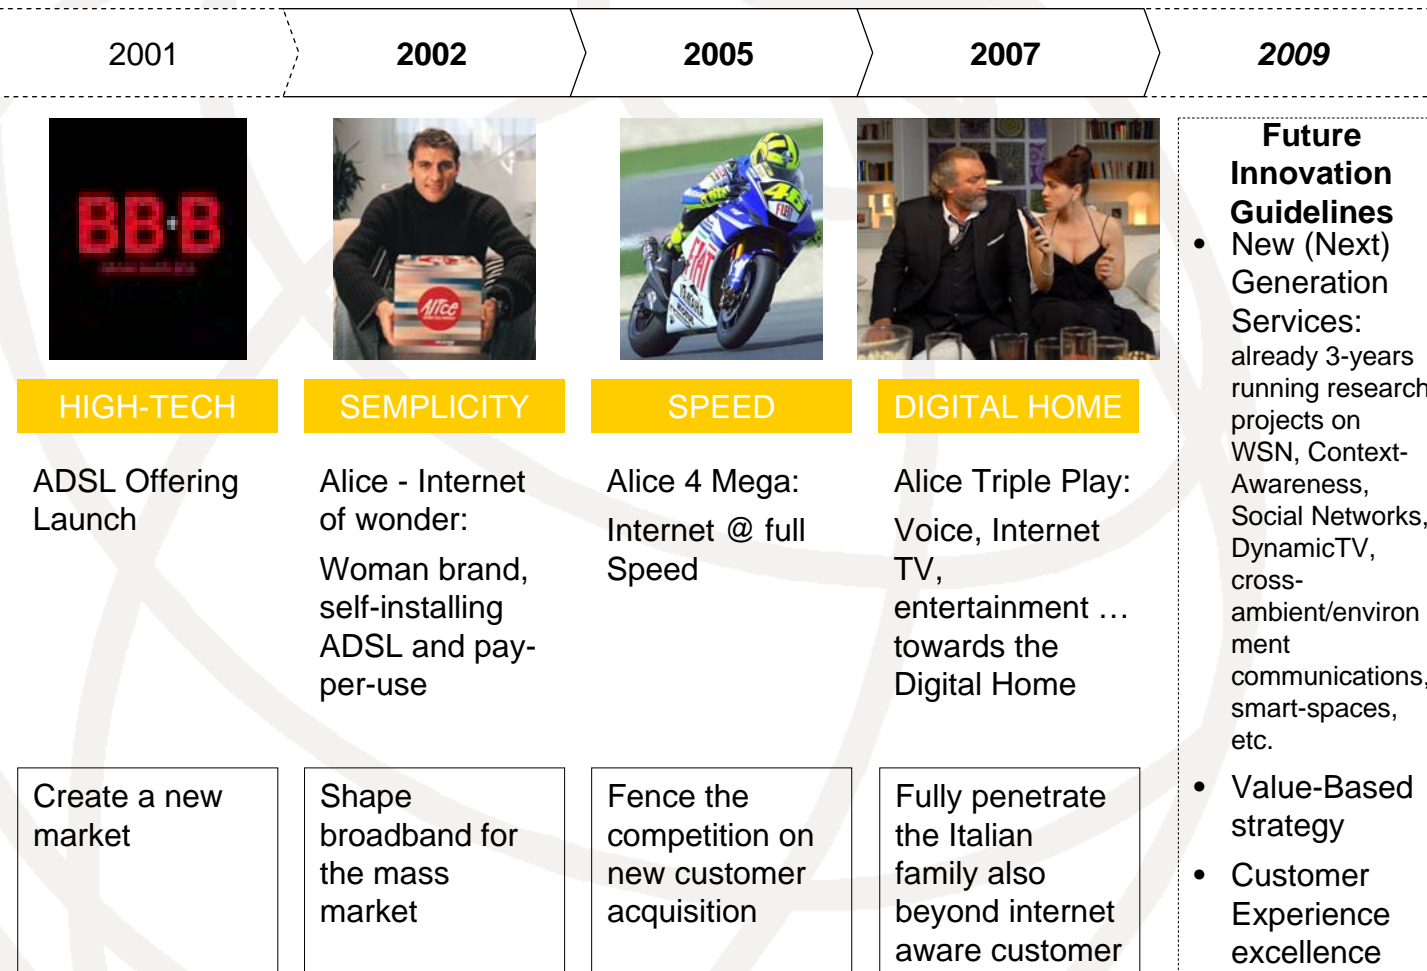 2001
2002
2005
2007
2009
BB·B
Alice
46
FIAT
FIAT
HIGH-TECH
SEMPLICITY
SPEED
DIGITAL HOME
ADSL Offering
Launch
Alice - Internet
of wonder:
Woman brand,
self-installing
ADSL and pay-
per-use
Alice 4 Mega:
Internet @ full
Speed
Alice Triple Play:
Voice, Internet
TV,
entertainment …
towards the
Digital Home
Create a new
market
Shape
broadband for
the mass
market
Fence the
competition on
new customer
acquisition
Fully penetrate
the Italian
family also
beyond internet
aware customer
Future
Innovation
Guidelines
• New (Next)
Generation
Services:
already 3-years
running research
projects on
WSN, Context-
Awareness,
Social Networks,
DynamicTV,
cross-
ambient/environ
ment
communications,
smart-spaces,
etc.
• Value-Based
strategy
• Customer
Experience
excellence